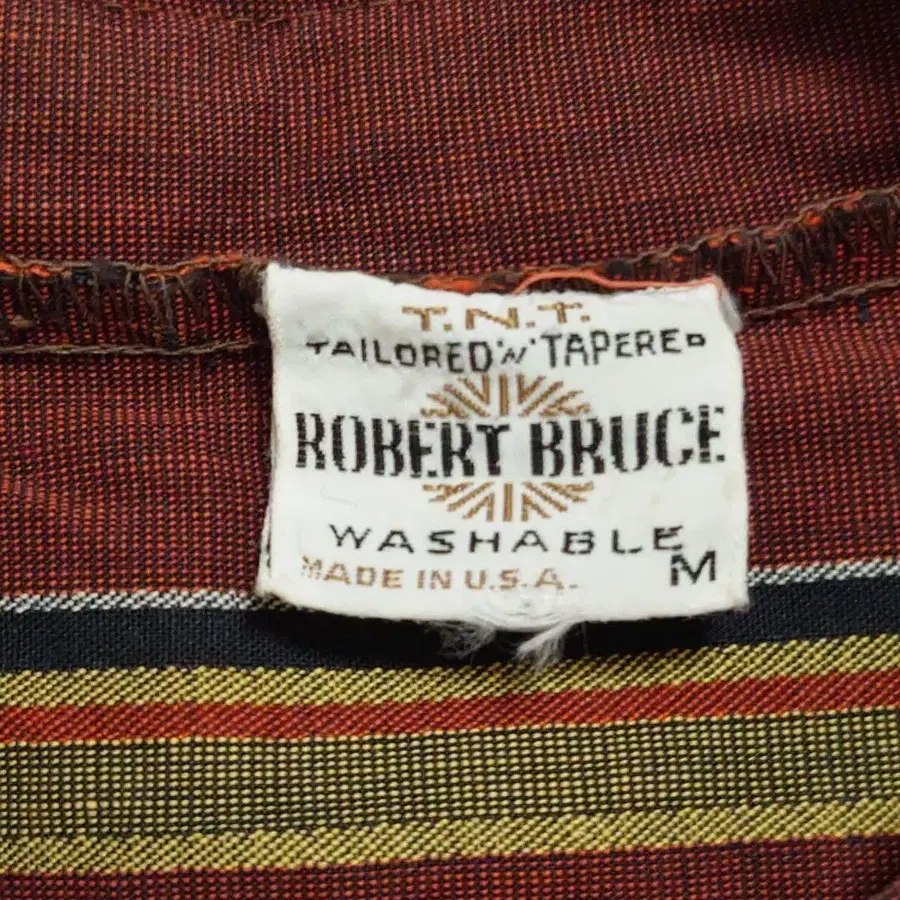 T.N.T.
TAILORED 'N' TAPERED
ROBERT BRUCE
WASHABLE
MADE IN U.S.A. M